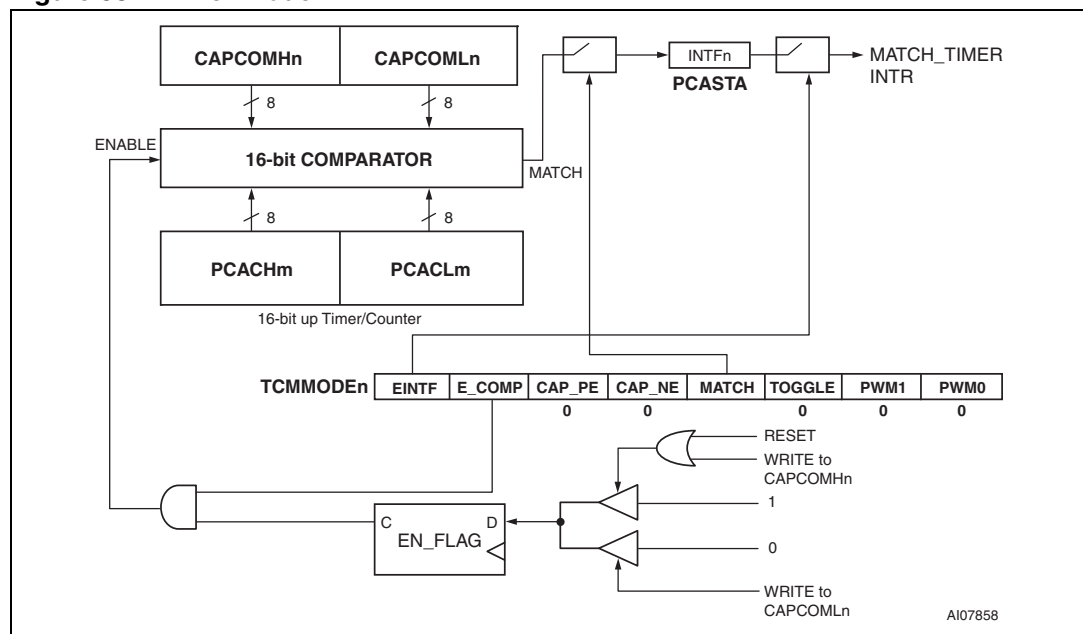 CAPCOMHn CAPCOMLn
8 8
ENABLE
16-bit COMPARATOR
MATCH
8 8
PCACHm PCACLm
16-bit up Timer/Counter
INTFn
PCASTA
MATCH_TIMER
INTR
TCMMODEn EINTF E_COMP CAP_PE CAP_NE MATCH TOGGLE PWM1 PWM0
0 0 0 0 0
RESET
WRITE to
CAPCOMHn
1
C D
EN_FLAG
0
WRITE to
CAPCOMLn
AI07858